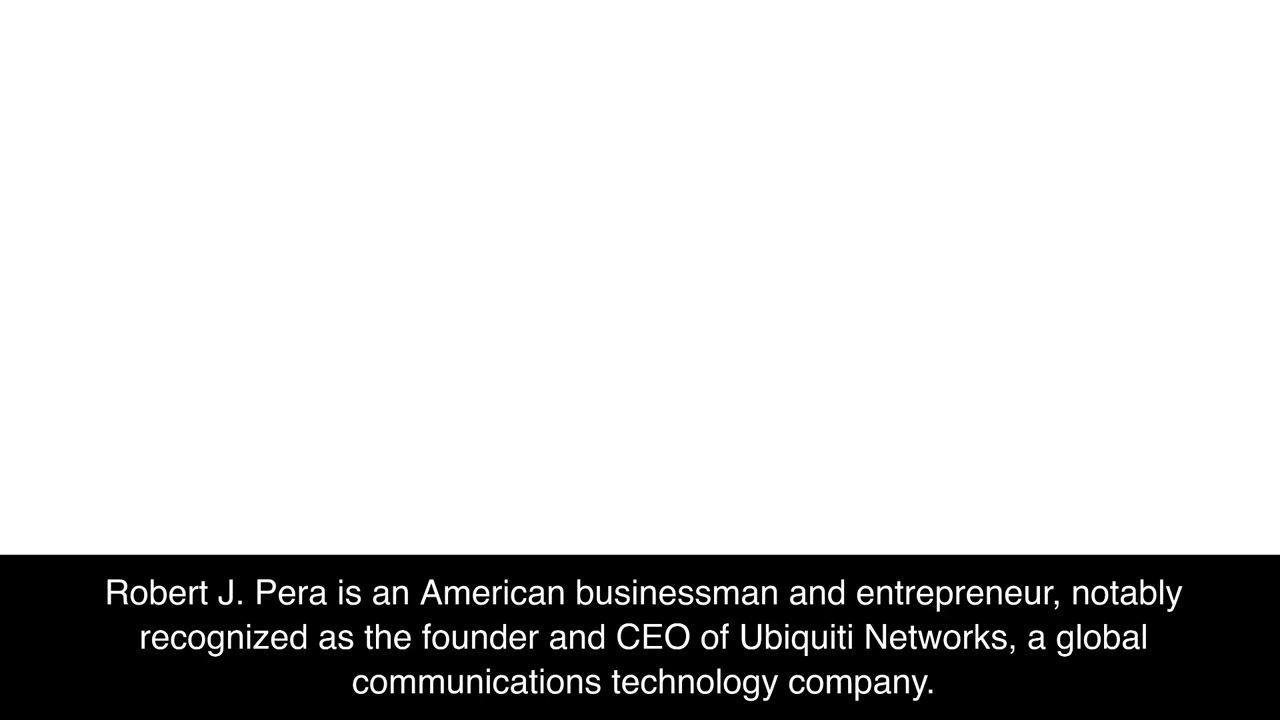 Robert J. Pera is an American businessman and entrepreneur, notably
recognized as the founder and CEO of Ubiquiti Networks, a global
communications technology company.